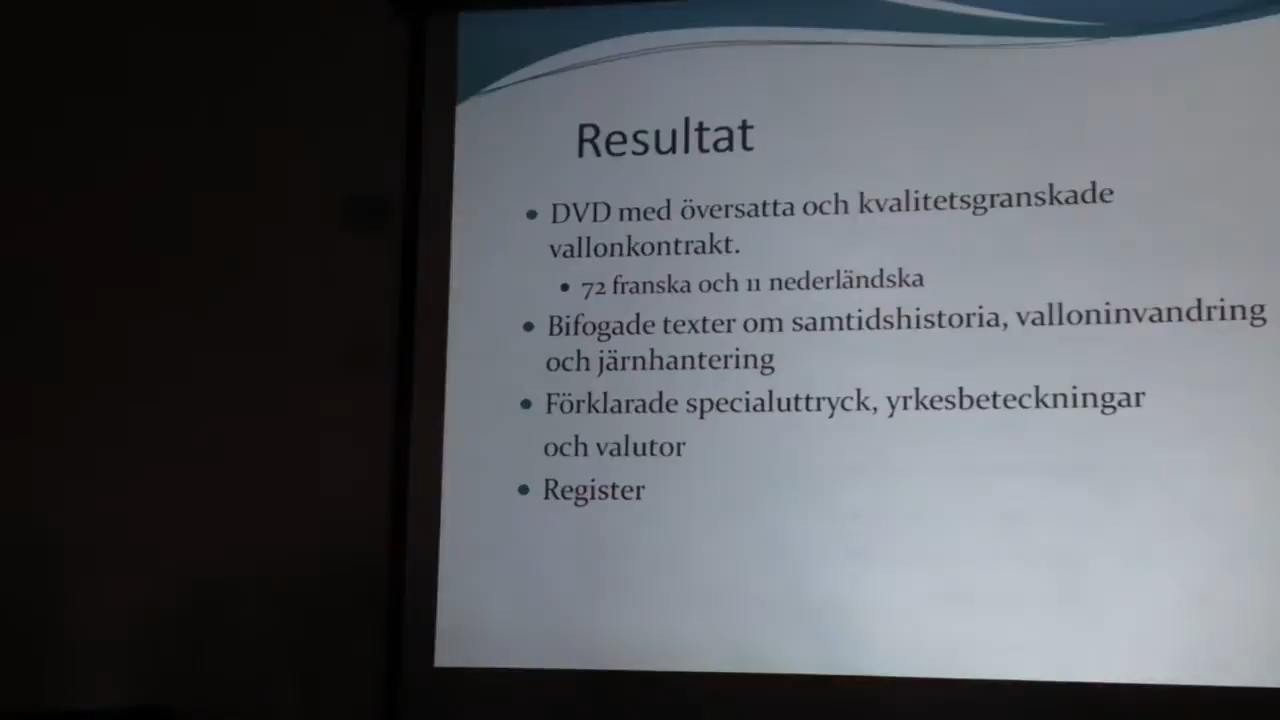 Resultat
• DVD med översatta och kvalitetsgranskade
vallonkontrakt.
• 72 franska och 11 nederländska
• Bifogade texter om samtidshistoria, valloninvandring
och järnhantering
• Förklarade specialuttryck, yrkesbeteckningar
och valutor
• Register